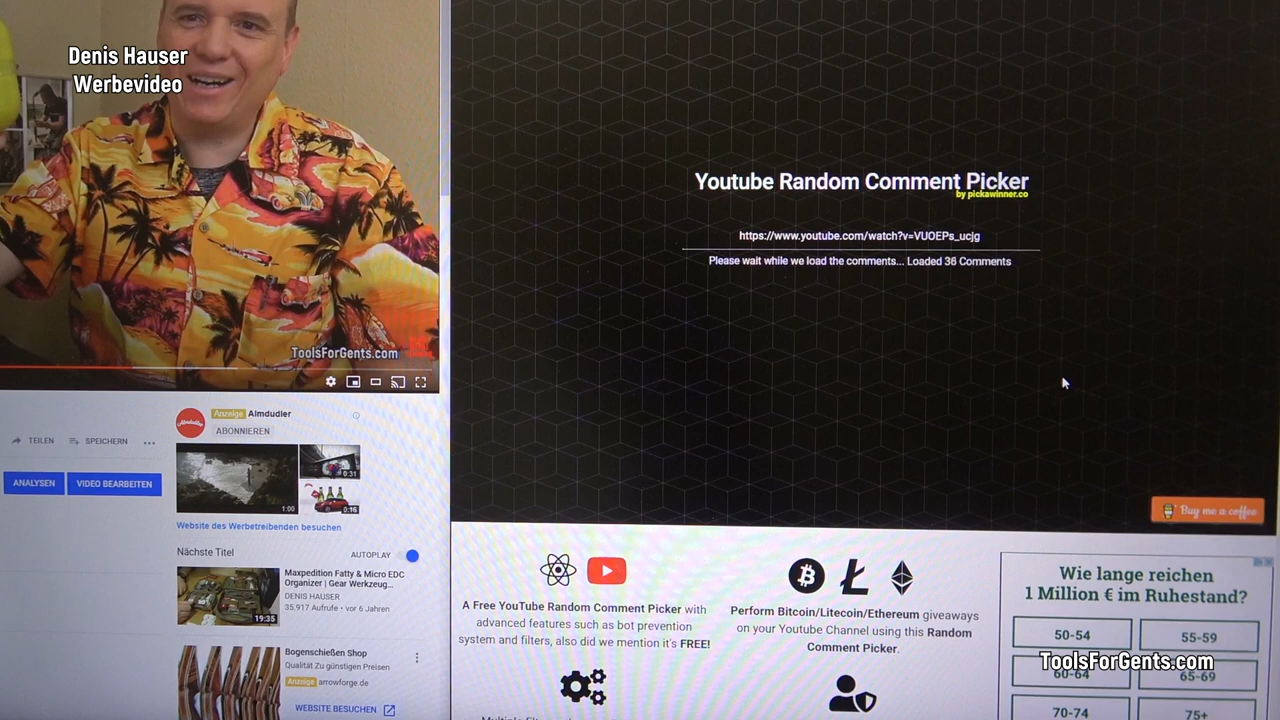 Denis Hauser
Werbevideo
ToolsForGents.com
TEILEN
SPEICHERN
ANALYSEN
VIDEO BEARBEITEN
Almdudler
Anzeige Almdudler
ABONNIEREN
1:00
0:31
0:16
Website des Werbetreibenden besuchen
Nächste Titel
AUTOPLAY
Maxpedition Fatty & Micro EDC
Organizer | Gear Werkzeug...
DENIS HAUSER
35.917 Aufrufe • vor 6 Jahren
19:35
Bogenschießen Shop
Qualität Zu günstigen Preisen
Anzeige arrowforge.de
WEBSITE BESUCHEN
Youtube Random Comment Picker
by pickawinner.co
https://www.youtube.com/watch?v=VUOEPs_ucjg
Please wait while we load the comments... Loaded 36 Comments
Buy me a coffee
A Free YouTube Random Comment Picker with
advanced features such as bot prevention
system and filters, also did we mention it's FREE!
Perform Bitcoin/Litecoin/Ethereum giveaways
on your Youtube Channel using this Random
Comment Picker.
Wie lange reichen
1 Million € im Ruhestand?
50-54
55-59
60-64
65-69
70-74
75+
ToolsForGents.com